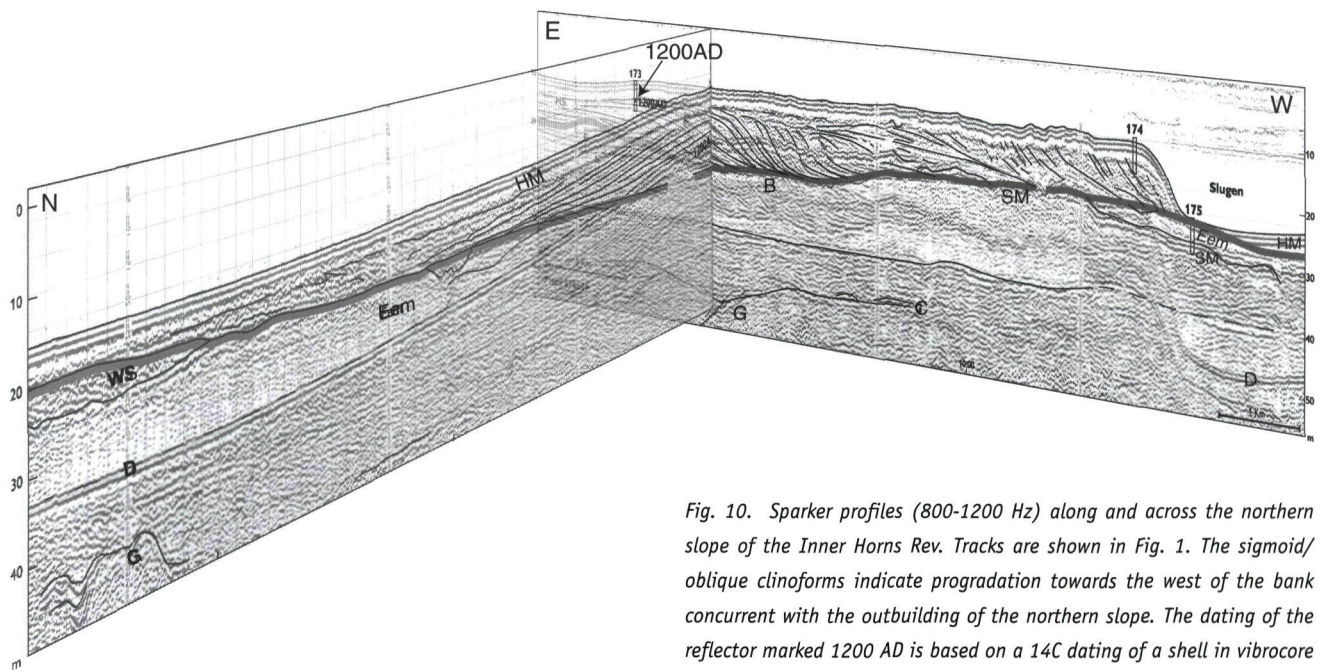 E
1200AD
173
1200AD
W
174
10
N
HM
0
Slugen
B
SM
175
20
Eem
HM
SM
30
10
Eem
G
C
40
WS
20
D
50
1 Km
m
D
30
G
40
m
Fig. 10. Sparker profiles (800-1200 Hz) along and across the northern
slope of the Inner Horns Rev. Tracks are shown in Fig. 1. The sigmoid/
oblique clinoforms indicate progradation towards the west of the bank
concurrent with the outbuilding of the northern slope. The dating of the
reflector marked 1200 AD is based on a 14C dating of a shell in vibrocore